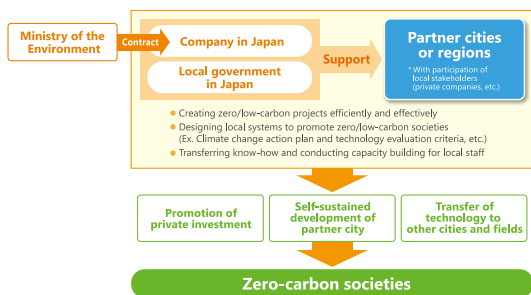 Ministry of the
Environment
Contract
Company in Japan
Local government
in Japan
Support
Partner cities
or regions
* With participation of
local stakeholders
(private companies, etc.)
● Creating zero/low-carbon projects efficiently and effectively
● Designing local systems to promote zero/low-carbon societies
(Ex. Climate change action plan and technology evaluation criteria, etc.)
● Transferring know-how and conducting capacity building for local staff
Promotion of
private investment
Self-sustained
development of
partner city
Transfer of
technology to
other cities and fields
Zero-carbon societies